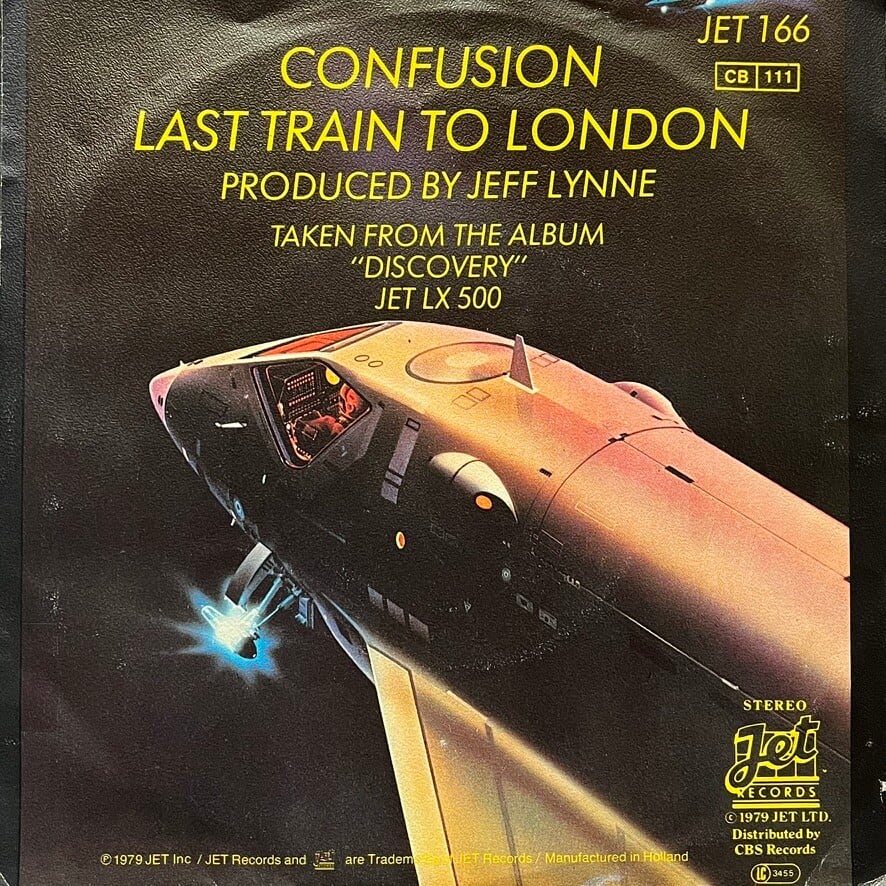 JET 166
CB 111
CONFUSION
LAST TRAIN TO LONDON
PRODUCED BY JEFF LYNNE
TAKEN FROM THE ALBUM
"DISCOVERY"
JET LX 500
STEREO
Jet
RECORDS
© 1979 JET LTD.
Distributed by
CBS Records
LC 3455
℗ 1979 JET Inc / JET Records and Jet are JET Records / Manufactured in Holland